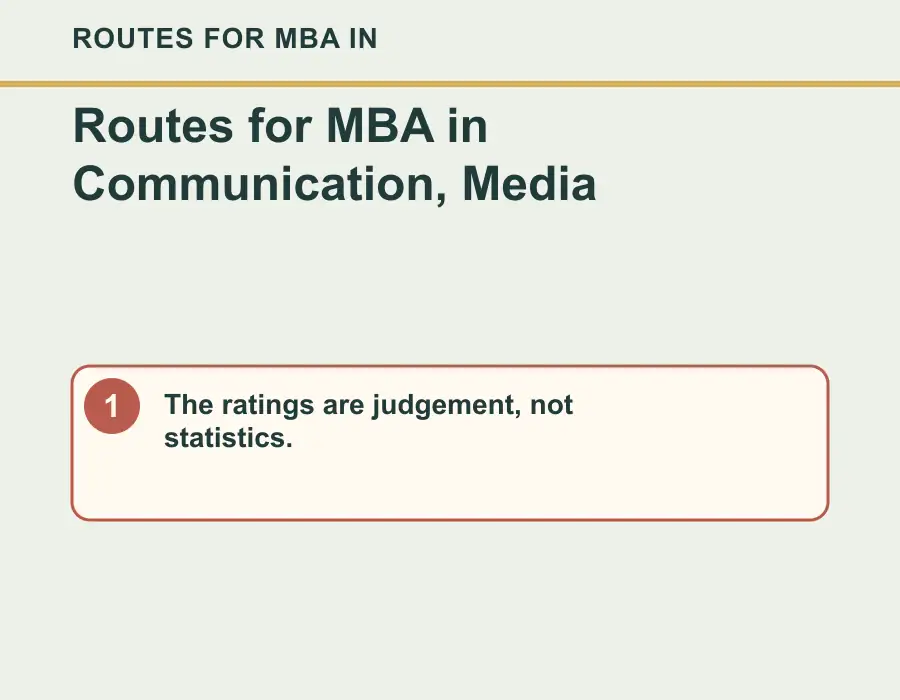 ROUTES FOR MBA IN
Routes for MBA in
Communication, Media
1
The ratings are judgement, not
statistics.